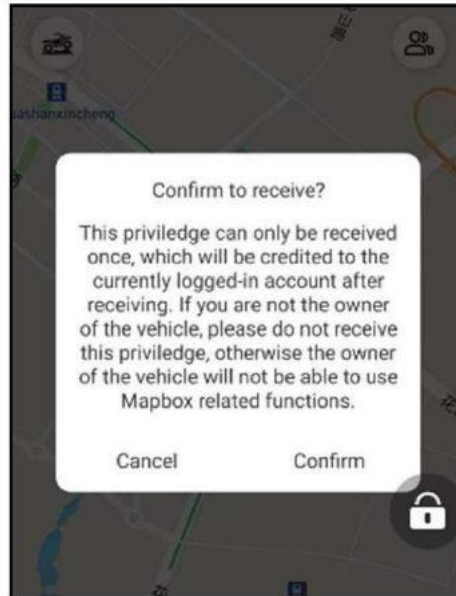 ashanxincheng
Confirm to receive?
This priviledge can only be received
once, which will be credited to the
currently logged-in account after
receiving. If you are not the owner
of the vehicle, please do not receive
this priviledge, otherwise the owner
of the vehicle will not be able to use
Mapbox related functions.
Cancel Confirm